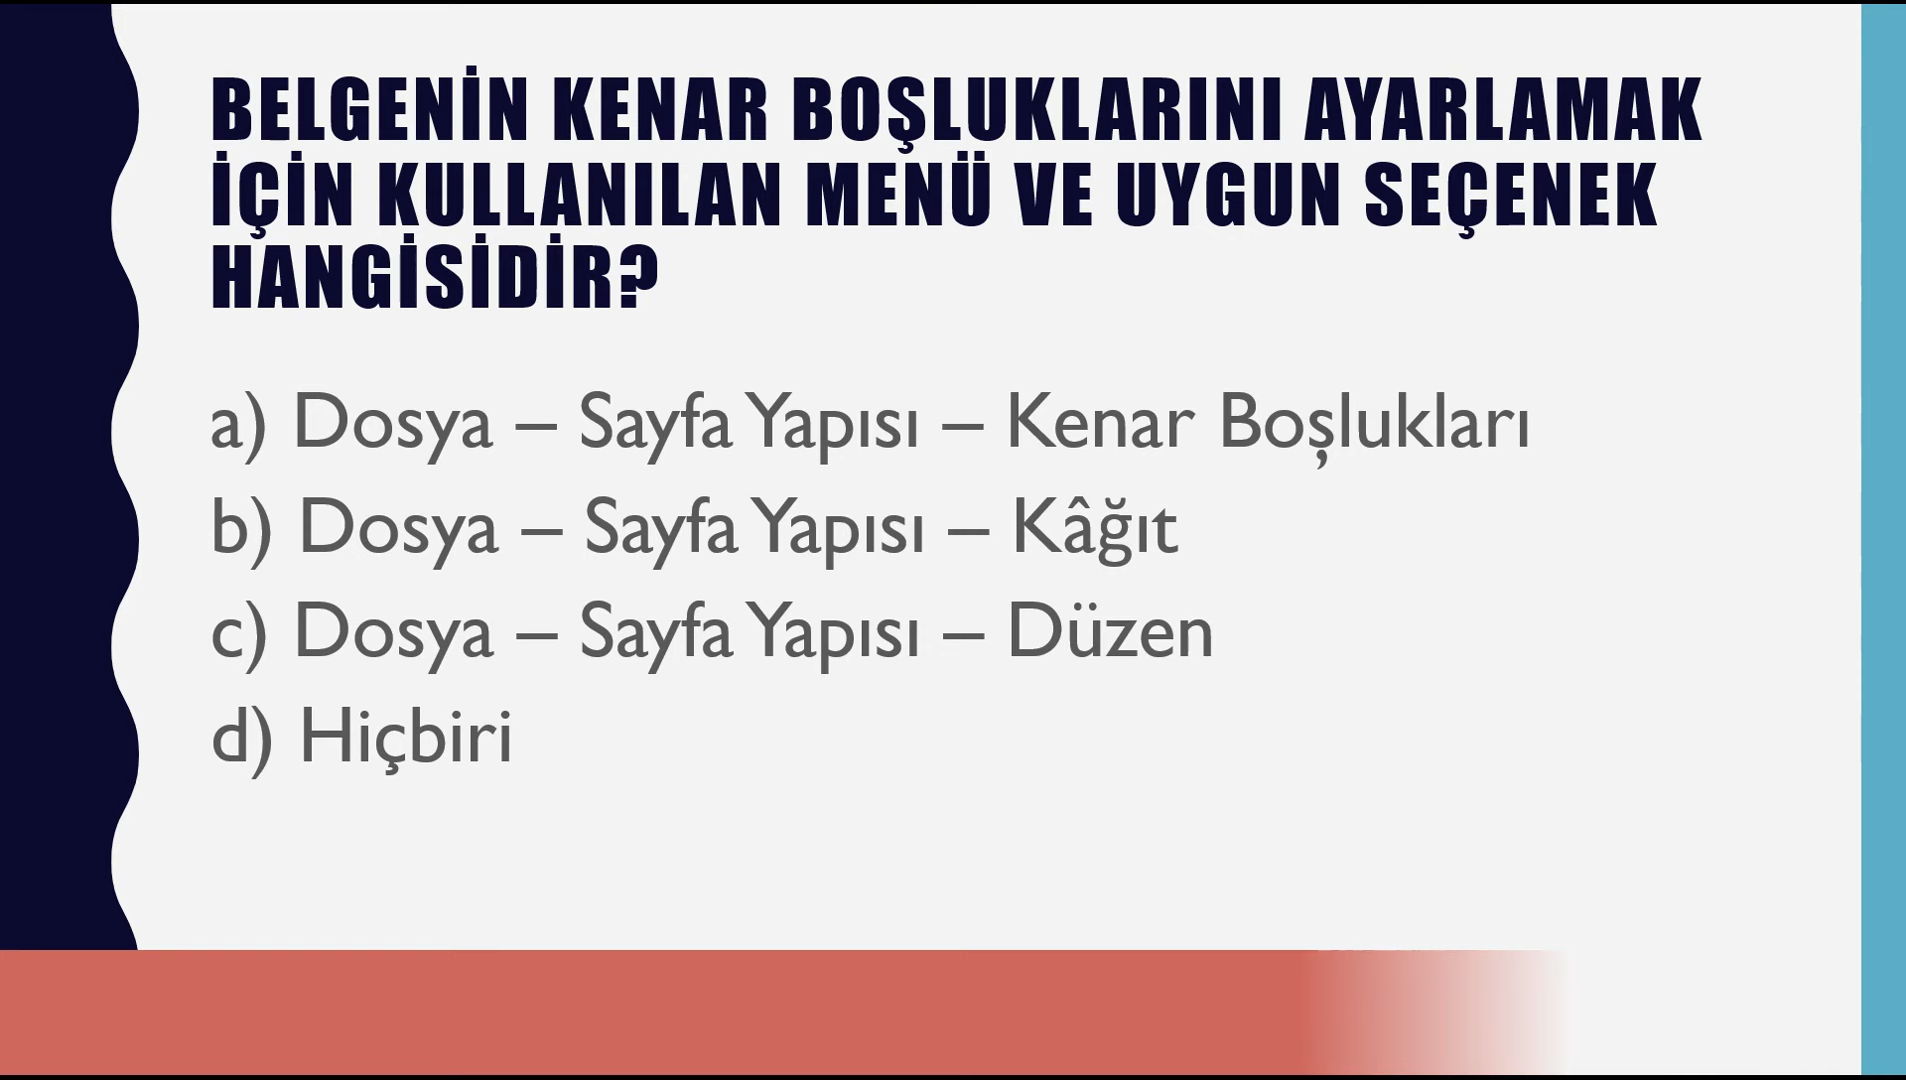 BELGENİN KENAR BOŞLUKLARINI AYARLAMAK
İÇİN KULLANILAN MENÜ VE UYGUN SEÇENEK
HANGİSİDİR?
a) Dosya – Sayfa Yapısı – Kenar Boşlukları
b) Dosya – Sayfa Yapısı – Kâğıt
c) Dosya – Sayfa Yapısı – Düzen
d) Hiçbiri